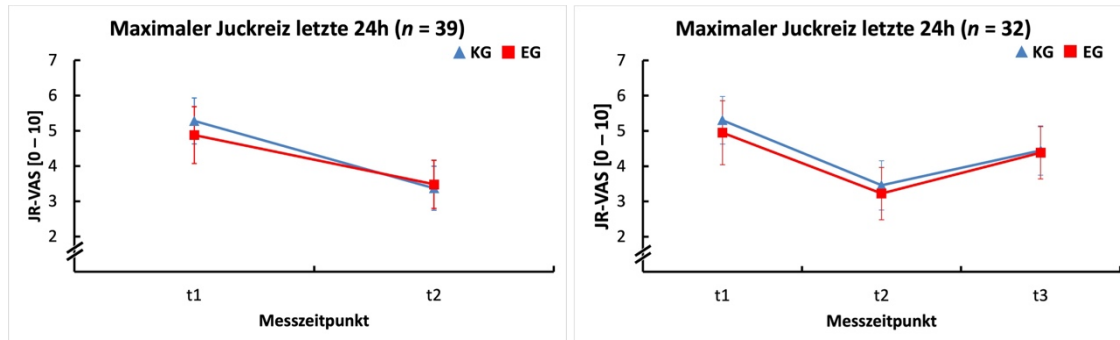 Maximaler Juckreiz letzte 24h (n = 39)
KG EG
JR-VAS [0 – 10]
7
6
5
4
3
2
t1 t2
Messzeitpunkt
Maximaler Juckreiz letzte 24h (n = 32)
KG EG
JR-VAS [0 – 10]
7
6
5
4
3
2
t1 t2 t3
Messzeitpunkt